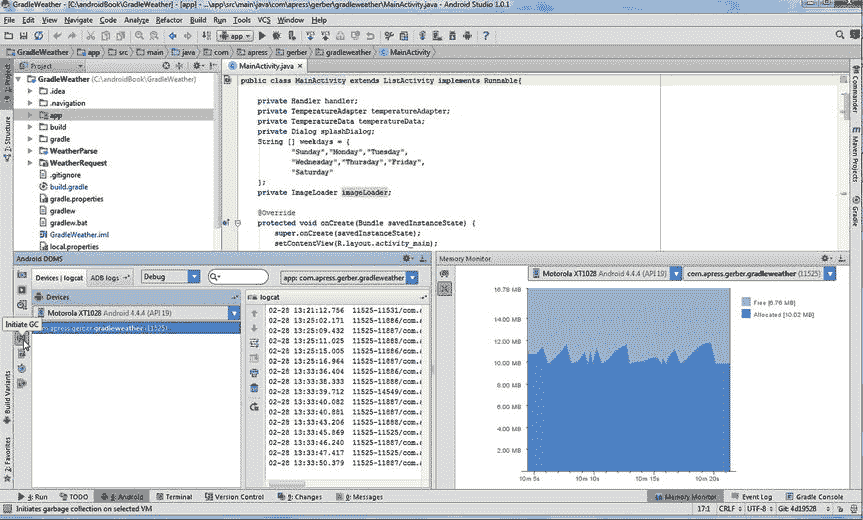 GradleWeather - [C:\androidBook\GradleWeather] - [app] - ...\app\src\main\java\com\apress\gerber\gradleweather\MainActivity.java - Android Studio 1.0.1
File Edit View Navigate Code Analyze Refactor Build Run Tools VCS Window Help
app
GradleWeather app src main java com apress gerber gradleweather MainActivity
Project
MainActivity.java
GradleWeather (C:\androidBook\GradleWeather)
.idea
.navigation
app
build
gradle
WeatherParse
WeatherRequest
.gitignore
build.gradle
gradle.properties
gradlew
gradlew.bat
GradleWeather.iml
local.properties
public class MainActivity extends ListActivity implements Runnable{
private Handler handler;
private TemperatureAdapter temperatureAdapter;
private TemperatureData temperatureData;
private Dialog splashDialog;
String [] weekdays = {
"Sunday","Monday","Tuesday",
"Wednesday","Thursday","Friday",
"Saturday"
};
private ImageLoader imageLoader;
@Override
protected void onCreate(Bundle savedInstanceState) {
super.onCreate(savedInstanceState);
setContentView(R.layout.activity_main);
1: Project
7: Structure
Build Variants
2: Favorites
Commander
Maven Projects
Gradle
Android DDMS
Devices | logcat
ADB logs
Debug
app: com.apress.gerber.gradleweather
Devices
Motorola XT1028 Android 4.4.4 (API 19)
com.apress.gerber.gradleweather (11525)
Initiate GC
logcat
02-28 13:21:12.756 11525-11531/com.a
02-28 13:25:02.171 11525-11886/com.a
02-28 13:25:09.432 11525-11887/com.a
02-28 13:25:11.025 11525-11888/com.a
02-28 13:25:15.005 11525-11886/com.a
02-28 13:25:16.964 11525-11887/com.a
02-28 13:33:36.404 11525-11886/com.a
02-28 13:33:38.333 11525-11888/com.a
02-28 13:33:39.712 11525-14549/com.a
02-28 13:33:40.082 11525-11887/com.a
02-28 13:33:40.881 11525-11888/com.a
02-28 13:33:43.206 11525-11888/com.a
02-28 13:33:45.869 11525-11525/com.a
02-28 13:33:46.240 11525-11887/com.a
02-28 13:33:47.417 11525-11525/com.a
02-28 13:33:50.379 11525-11887/com.a
Memory Monitor
Motorola XT1028 Android 4.4.4 (API 19)
com.apress.gerber.gradleweather (11525)
16.78 MB
14.00 MB
12.00 MB
10.00 MB
8.00 MB
6.00 MB
4.00 MB
2.00 MB
10m 5s 10m 10s 10m 15s 10m 20s
Free [6.76 MB]
Allocated [10.02 MB]
4: Run TODO 6: Android Terminal Version Control 9: Changes 0: Messages Memory Monitor Event Log Gradle Console
Initiates garbage collection on selected VM
17:1 CRLF UTF-8 Git: 4d19528